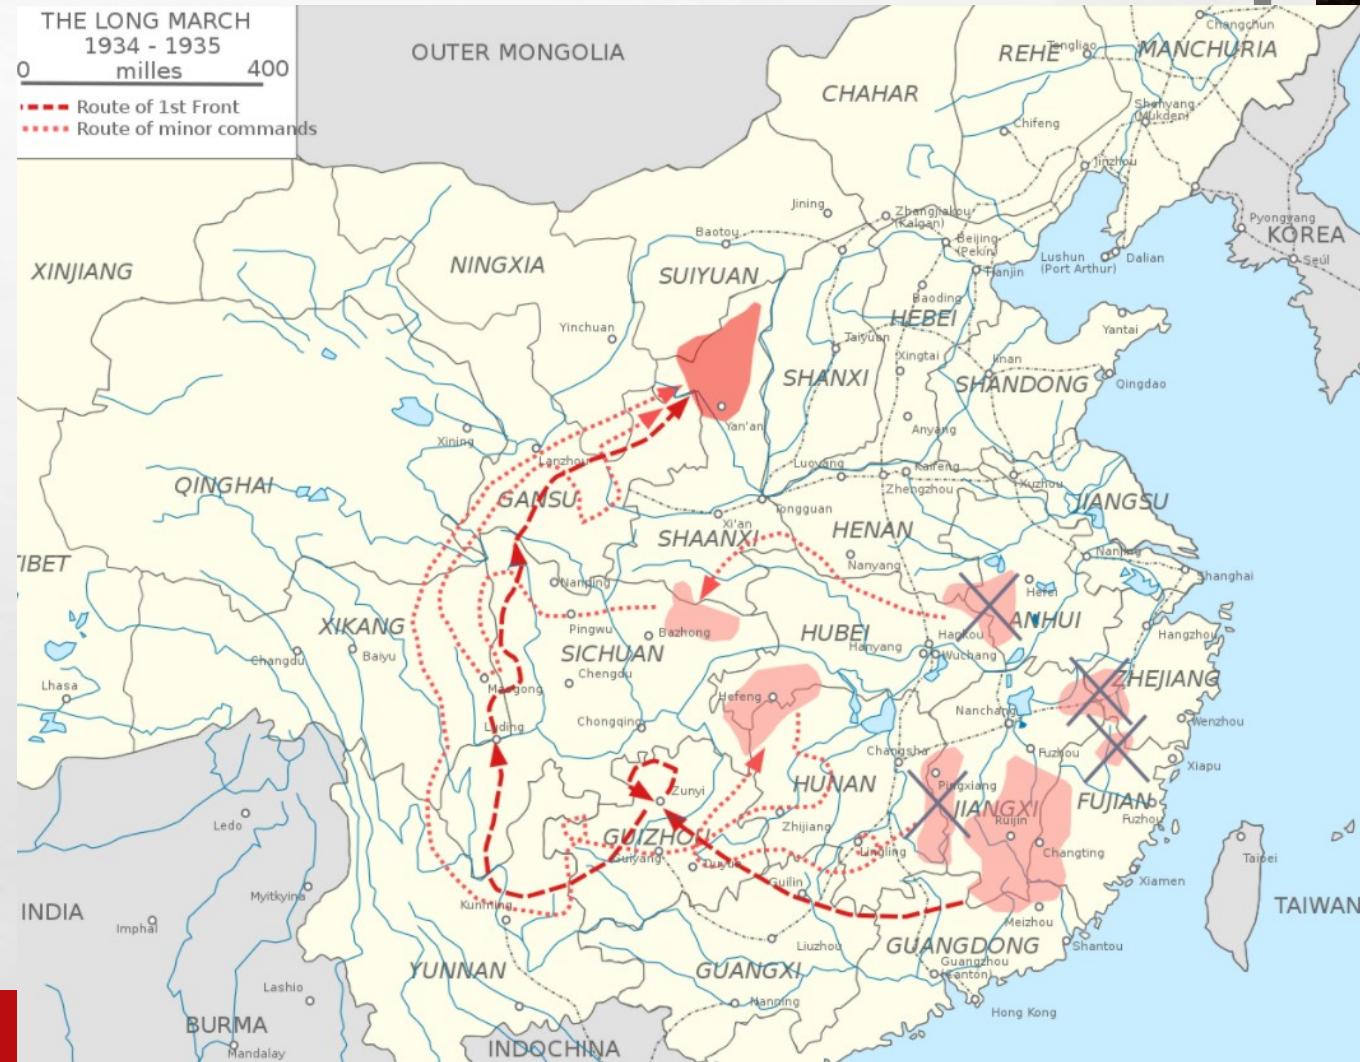 THE LONG MARCH
1934 - 1935
0 milles 400
Route of 1st Front
Route of minor commands
OUTER MONGOLIA
REHE
Tengliao
MANCHURIA
Changchun
CHAHAR
Shenyang
(Mukden)
Chifeng
Jinzhou
Jining
Zhangjiakou
(Kalgan)
Baotou
Beijing
(Pekín)
Pyongyang
KOREA
Seúl
Lushun
(Port Arthur)
Dalian
Tianjin
XINJIANG
NINGXIA
SUIYUAN
Baoding
HEBEI
Yinchuan
Yantai
Taiyuan
Xingtai
Jinan
SHANXI
SHANDONG
Qingdao
Yan'an
Anyang
Xining
Lanzhou
Luoyang
Kaifeng
Zhengzhou
Xuzhou
QINGHAI
GANSU
JIANGSU
Tongguan
Xi'an
SHAANXI
HENAN
Nanyang
Nanjing
TIBET
Nanping
Shanghai
Hefei
ANHUI
XIKANG
Pingwu
Bazhong
HUBEI
Hankou
Hangzhou
Hanyang
Wuchang
Changdu
Baiyu
SICHUAN
Chengdu
ZHEJIANG
Lhasa
Maogong
Hefeng
Nanchang
Wenzhou
Luding
Chongqing
Changsha
Fuzhou
Xiapu
Zunyi
HUNAN
Pingxiang
JIANGXI
FUJIAN
Fuzhou
Ledo
Zhijiang
Ruijin
GUIZHOU
Guiyang
Duyun
Lingling
Changting
Taipei
Guilin
Xiamen
Myitkyina
INDIA
Imphal
Kunming
Meizhou
TAIWAN
Liuzhou
GUANGDONG
Shantou
Guangzhou
(Canton)
YUNNAN
GUANGXI
Lashio
Nanning
Hong Kong
BURMA
Mandalay
INDOCHINA